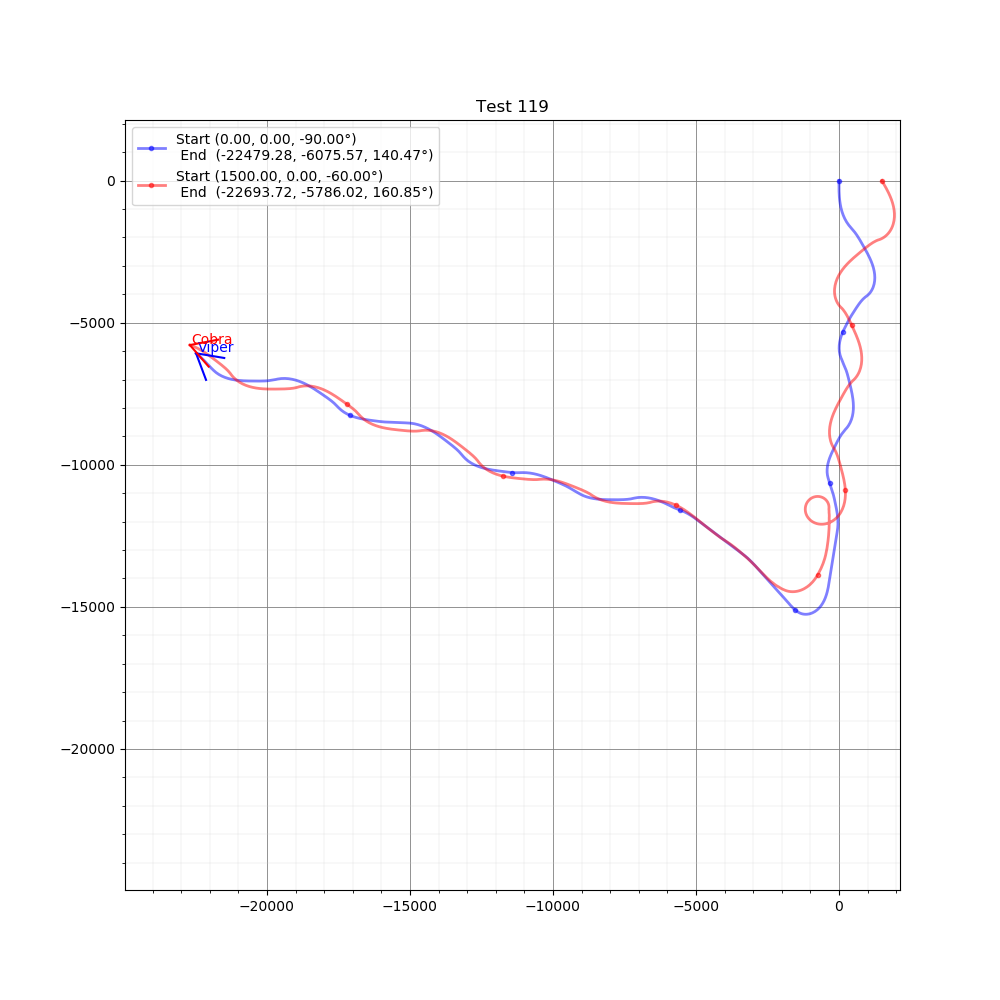 Test 119
Start (0.00, 0.00, -90.00°)
End  (-22479.28, -6075.57, 140.47°)
Start (1500.00, 0.00, -60.00°)
End  (-22693.72, -5786.02, 160.85°)
0
−5000
−10000
−15000
−20000
Cobra
Viper
−20000
−15000
−10000
−5000
0